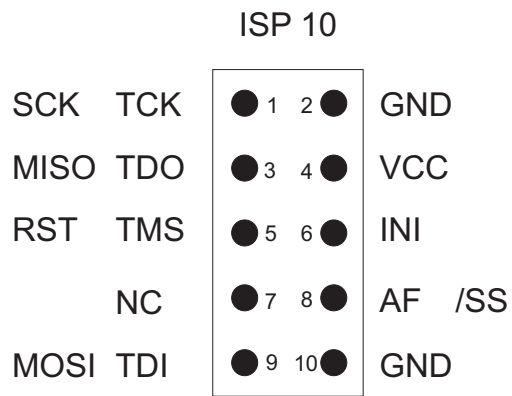 ISP 10
SCK TCK 1 2 GND
MISO TDO 3 4 VCC
RST TMS 5 6 INI
NC 7 8 AF /SS
MOSI TDI 9 10 GND